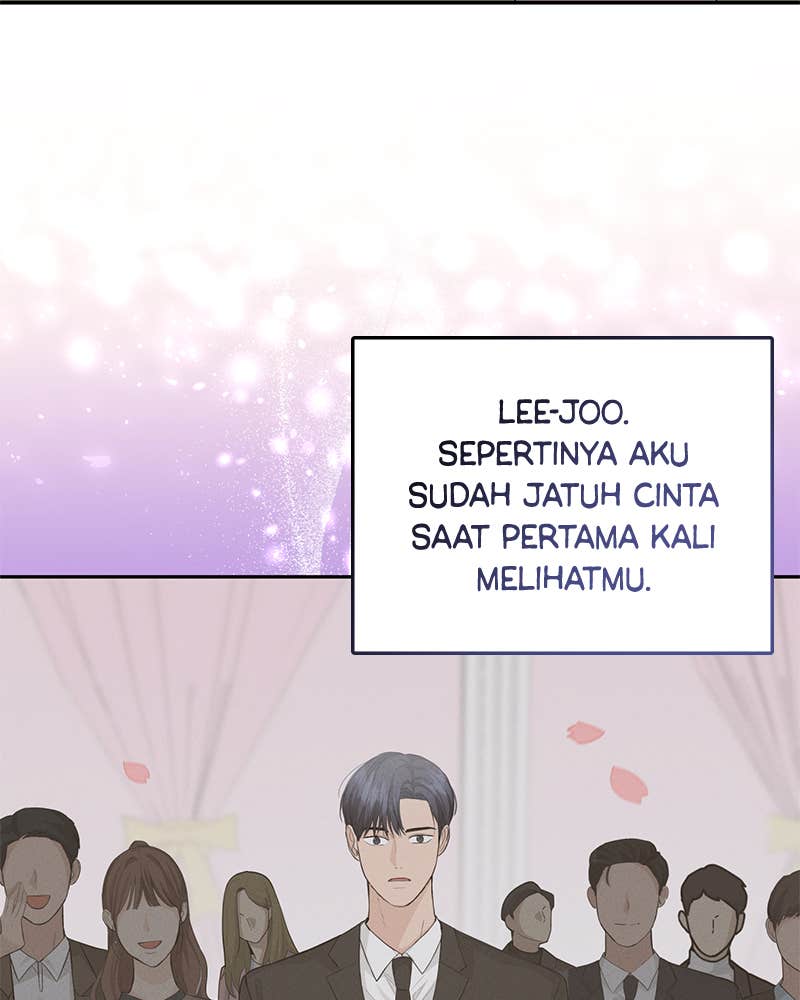 LEE-JOO.
SEPERTINYA AKU
SUDAH JATUH CINTA
SAAT PERTAMA KALI
MELIHATMU.